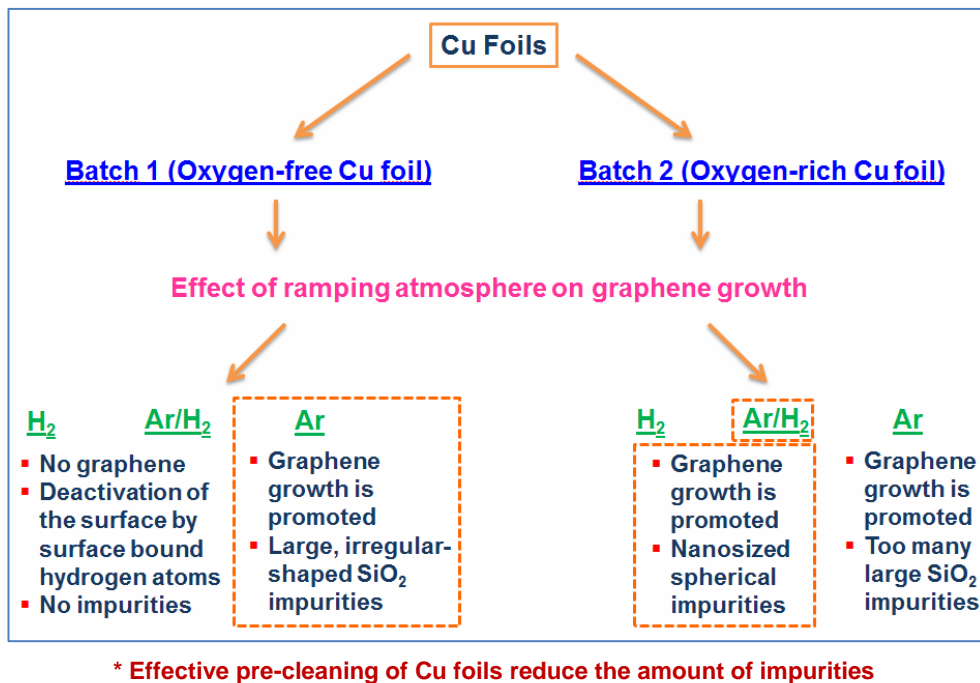 Cu Foils
Batch 1 (Oxygen-free Cu foil)
Batch 2 (Oxygen-rich Cu foil)
Effect of ramping atmosphere on graphene growth
H₂
Ar/H₂
▪ No graphene
▪ Deactivation of
the surface by
surface bound
hydrogen atoms
▪ No impurities
Ar
▪ Graphene
growth is
promoted
▪ Large, irregular-
shaped SiO₂
impurities
H₂
Ar/H₂
▪ Graphene
growth is
promoted
▪ Nanosized
spherical
impurities
Ar
▪ Graphene
growth is
promoted
▪ Too many
large SiO₂
impurities
* Effective pre-cleaning of Cu foils reduce the amount of impurities